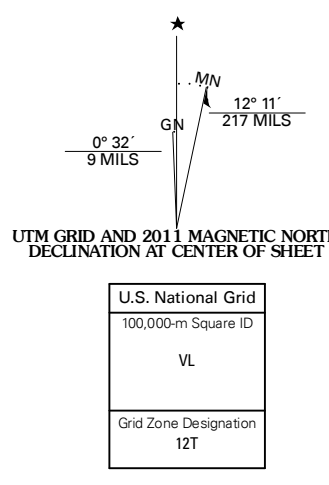 ★
MN
GN
12° 11´
217 MILS
0° 32´
9 MILS
UTM GRID AND 2011 MAGNETIC NORT
DECLINATION AT CENTER OF SHEET
U.S. National Grid
100,000-m Square ID
VL
Grid Zone Designation
12T